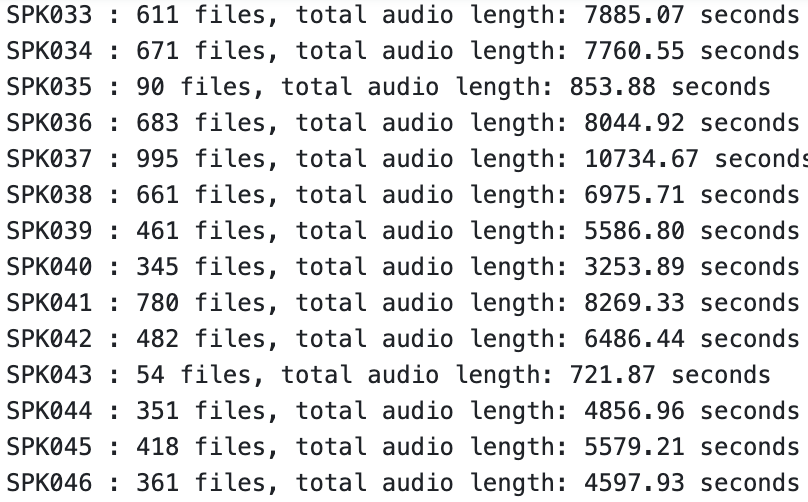 SPK033 : 611 files, total audio length: 7885.07 seconds
SPK034 : 671 files, total audio length: 7760.55 seconds
SPK035 : 90 files, total audio length: 853.88 seconds
SPK036 : 683 files, total audio length: 8044.92 seconds
SPK037 : 995 files, total audio length: 10734.67 seconds
SPK038 : 661 files, total audio length: 6975.71 seconds
SPK039 : 461 files, total audio length: 5586.80 seconds
SPK040 : 345 files, total audio length: 3253.89 seconds
SPK041 : 780 files, total audio length: 8269.33 seconds
SPK042 : 482 files, total audio length: 6486.44 seconds
SPK043 : 54 files, total audio length: 721.87 seconds
SPK044 : 351 files, total audio length: 4856.96 seconds
SPK045 : 418 files, total audio length: 5579.21 seconds
SPK046 : 361 files, total audio length: 4597.93 seconds